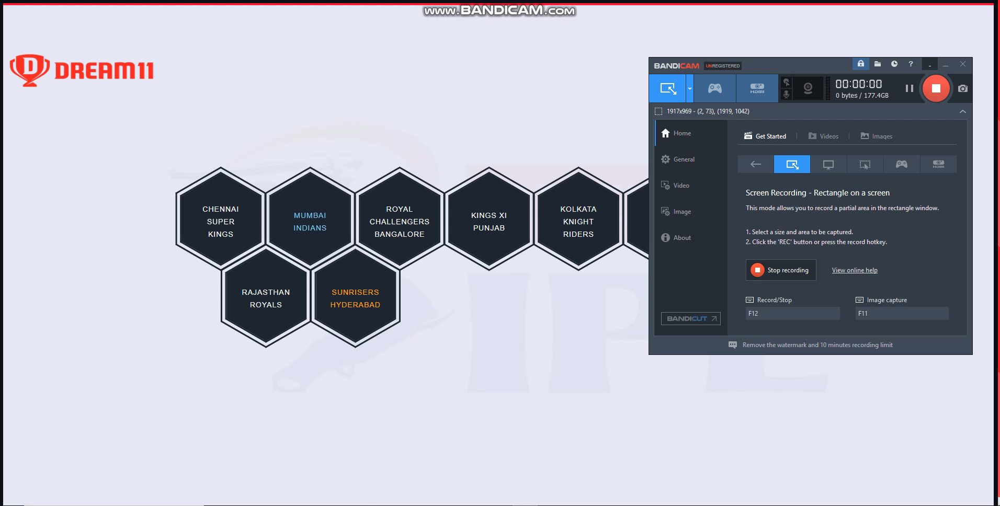 www.BANDICAM.com
DREAM11
CHENNAI
SUPER
KINGS
MUMBAI
INDIANS
ROYAL
CHALLENGERS
BANGALORE
KINGS XI
PUNJAB
KOLKATA
KNIGHT
RIDERS
RAJASTHAN
ROYALS
SUNRISERS
HYDERABAD
IPL
BANDICAM UNREGISTERED
?
HDMI
00:00:00
0 bytes / 177.4GB
1917x969 - (2, 73), (1919, 1042)
Home
General
Video
Image
About
BANDICUT
Get Started
Videos
Images
HDMI
Screen Recording - Rectangle on a screen
This mode allows you to record a partial area in the rectangle window.
1. Select a size and area to be captured.
2. Click the 'REC' button or press the record hotkey.
Stop recording
View online help
Record/Stop
Image capture
F12
F11
Remove the watermark and 10 minutes recording limit